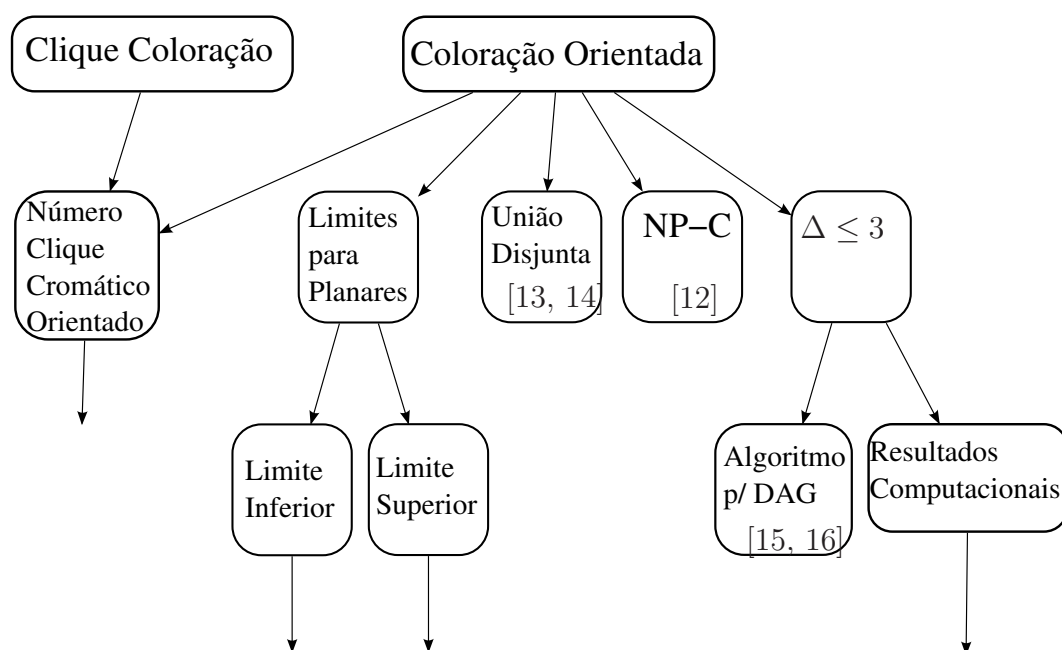 Clique Coloração
Coloração Orientada
Número
Clique
Cromático
Orientado
Limites
para
Planares
União
Disjunta
[13, 14]
NP–C
[12]
Δ ≤ 3
Limite
Inferior
Limite
Superior
Algoritmo
p/ DAG
[15, 16]
Resultados
Computacionais